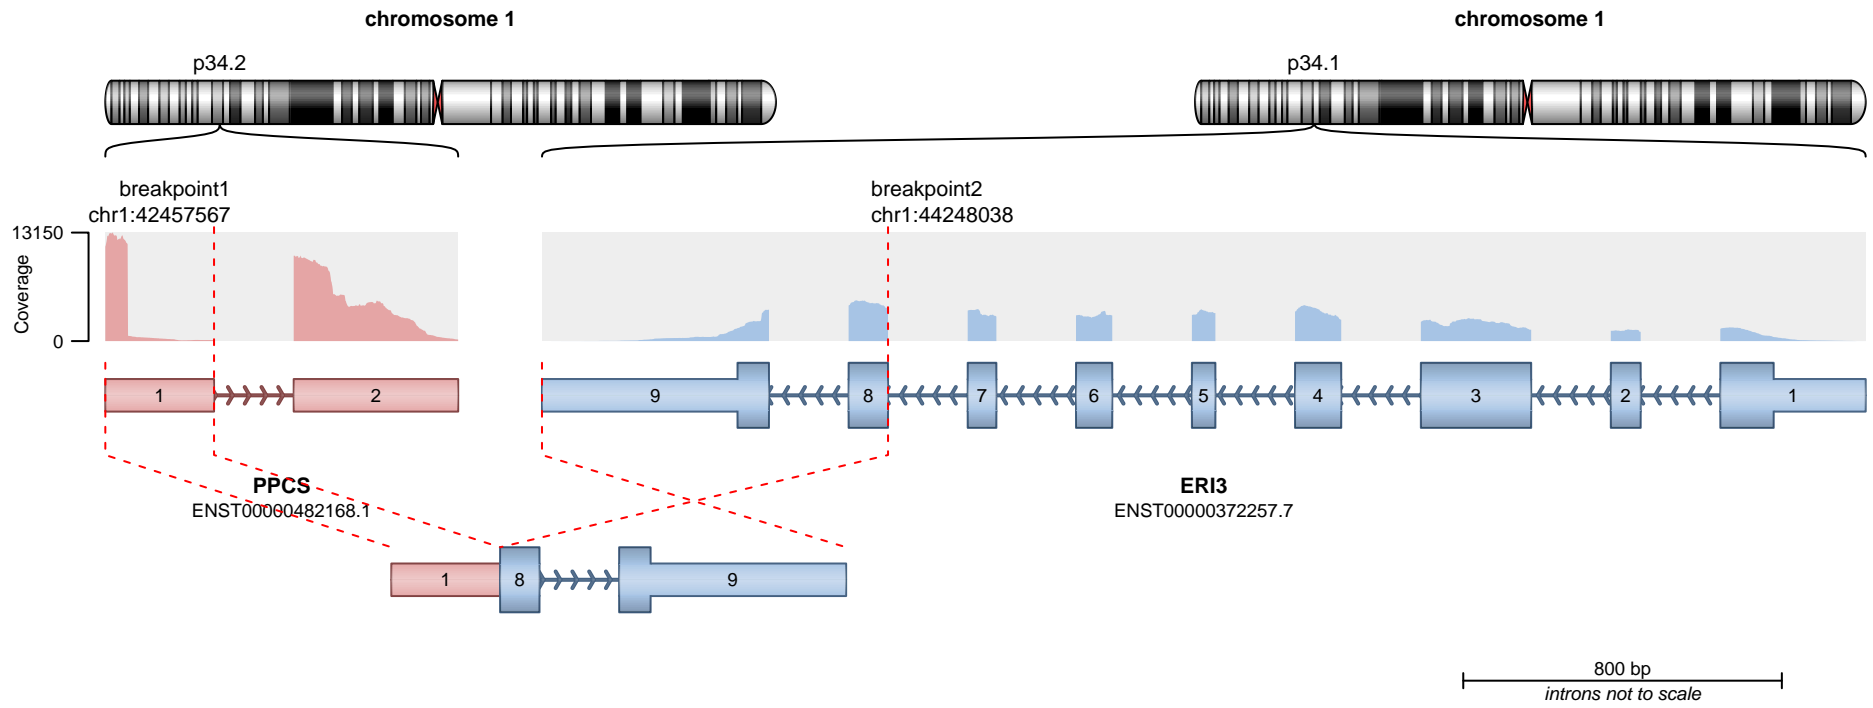 chromosome 1
chromosome 1
p34.2
p34.1
breakpoint1
chr1:42457567
breakpoint2
chr1:44248038
13150
0
Coverage
1
2
9
8
7
6
5
4
3
2
1
PPCS
ENST00000482168.1
ERI3
ENST00000372257.7
1
8
9
800 bp
introns not to scale